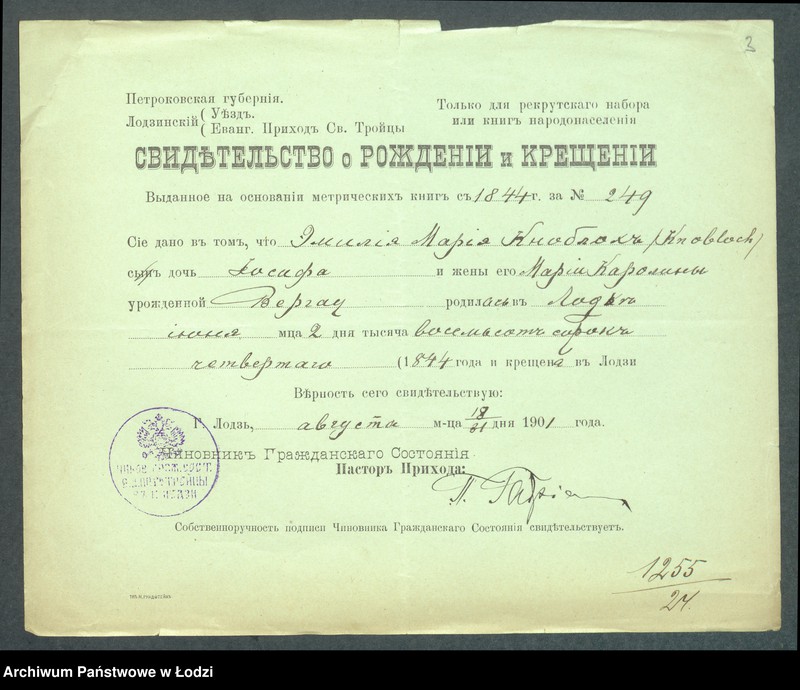 3
Петроковская губернія.
Лодзинскій { Уѣздъ.
Еванг. Приходъ Св. Тройцы
Только для рекрутскаго набора
или книгъ народонаселенія
СВИДѢТЕЛЬСТВО о РОЖДЕНІИ и КРЕЩЕНІИ
Выданное на основаніи метрическихъ книгъ съ 1844 г. за № 249
Сіе дано въ томъ, что Эмилія Марія Кноблохъ (Knobloch)
сынъ дочь Іосифа и жены его Маріи Каролины
урожденной родилась въ Лодзи
іюня мца 2 дня тысяча восемьсотъ сорокъ
четвертаго (1844 года и крещена въ Лодзи
Вѣрность сего свидѣтельствую:
Г. Лодзь, августа м-ца 18/31 дня 1901 года.
Чиновникъ Гражданскаго Состоянія
Пасторъ Прихода:
Собственноручность подписи Чиновника Гражданскаго Состоянія свидѣтельствуетъ.
1255
24.
Archiwum Państwowe w Łodzi